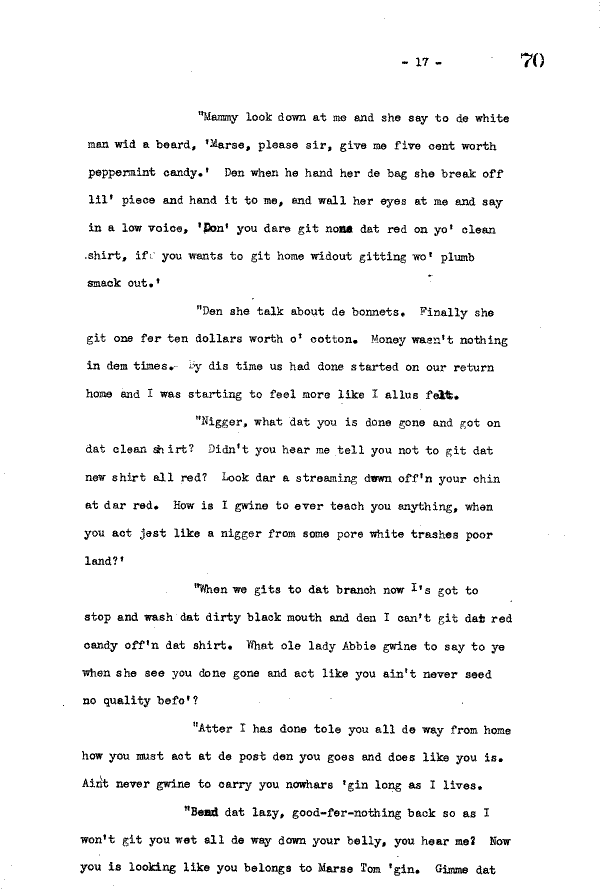 - 17 - 70
"Mammy look down at me and she say to de white
man wid a beard, 'Marse, please sir, give me five cent worth
peppermint candy.' Den when he hand her de bag she break off
lil' piece and hand it to me, and wall her eyes at me and say
in a low voice, 'Don' you dare git none dat red on yo' clean
shirt, if you wants to git home widout gitting wo' plumb
smack out.'
"Den she talk about de bonnets. Finally she
git one fer ten dollars worth o' cotton. Money wasn't nothing
in dem times. By dis time us had done started on our return
home and I was starting to feel more like I allus felt.
"Nigger, what dat you is done gone and got on
dat clean shirt? Didn't you hear me tell you not to git dat
new shirt all red? Look dar a streaming down off'n your chin
at dar red. How is I gwine to ever teach you anything, when
you act jest like a nigger from some pore white trashes poor
land?'
"When we gits to dat branch now I's got to
stop and wash dat dirty black mouth and den I can't git dat red
candy off'n dat shirt. What ole lady Abbie gwine to say to ye
when she see you done gone and act like you ain't never seed
no quality befo'?
"Atter I has done tole you all de way from home
how you must act at de post den you goes and does like you is.
Ain't never gwine to carry you nowhars 'gin long as I lives.
"Bend dat lazy, good-fer-nothing back so as I
won't git you wet all de way down your belly, you hear me? Now
you is looking like you belongs to Marse Tom 'gin. Gimme dat